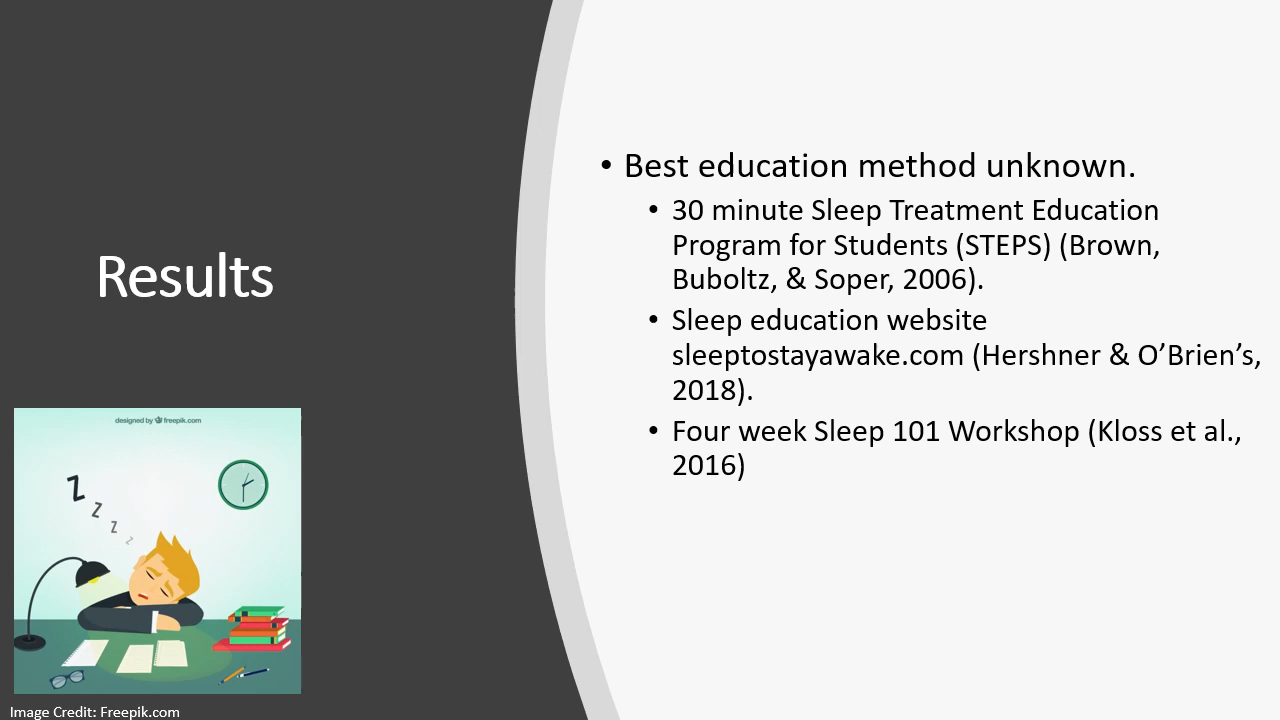 Results
• Best education method unknown.
• 30 minute Sleep Treatment Education
Program for Students (STEPS) (Brown,
Buboltz, & Soper, 2006).
• Sleep education website
sleeptostayawake.com (Hershner & O’Brien’s,
2018).
• Four week Sleep 101 Workshop (Kloss et al.,
2016)
designed by freepik.com
Z
Z
Z
Z
Image Credit: Freepik.com